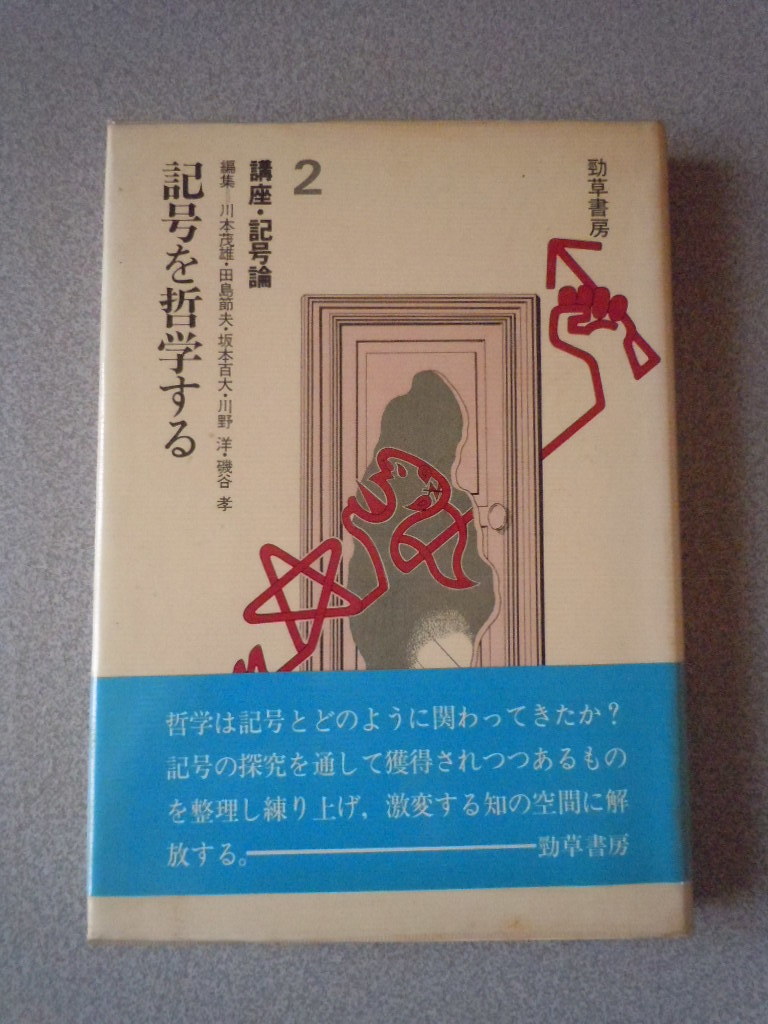 勁草書房
2
講座・記号論
編集＝川本茂雄・田島節夫・坂本百大・川野 洋・磯谷 孝
記号を哲学する
哲学は記号とどのように関わってきたか？
記号の探究を通して獲得されつつあるもの
を整理し練り上げ，激変する知の空間に解
放する。――勁草書房